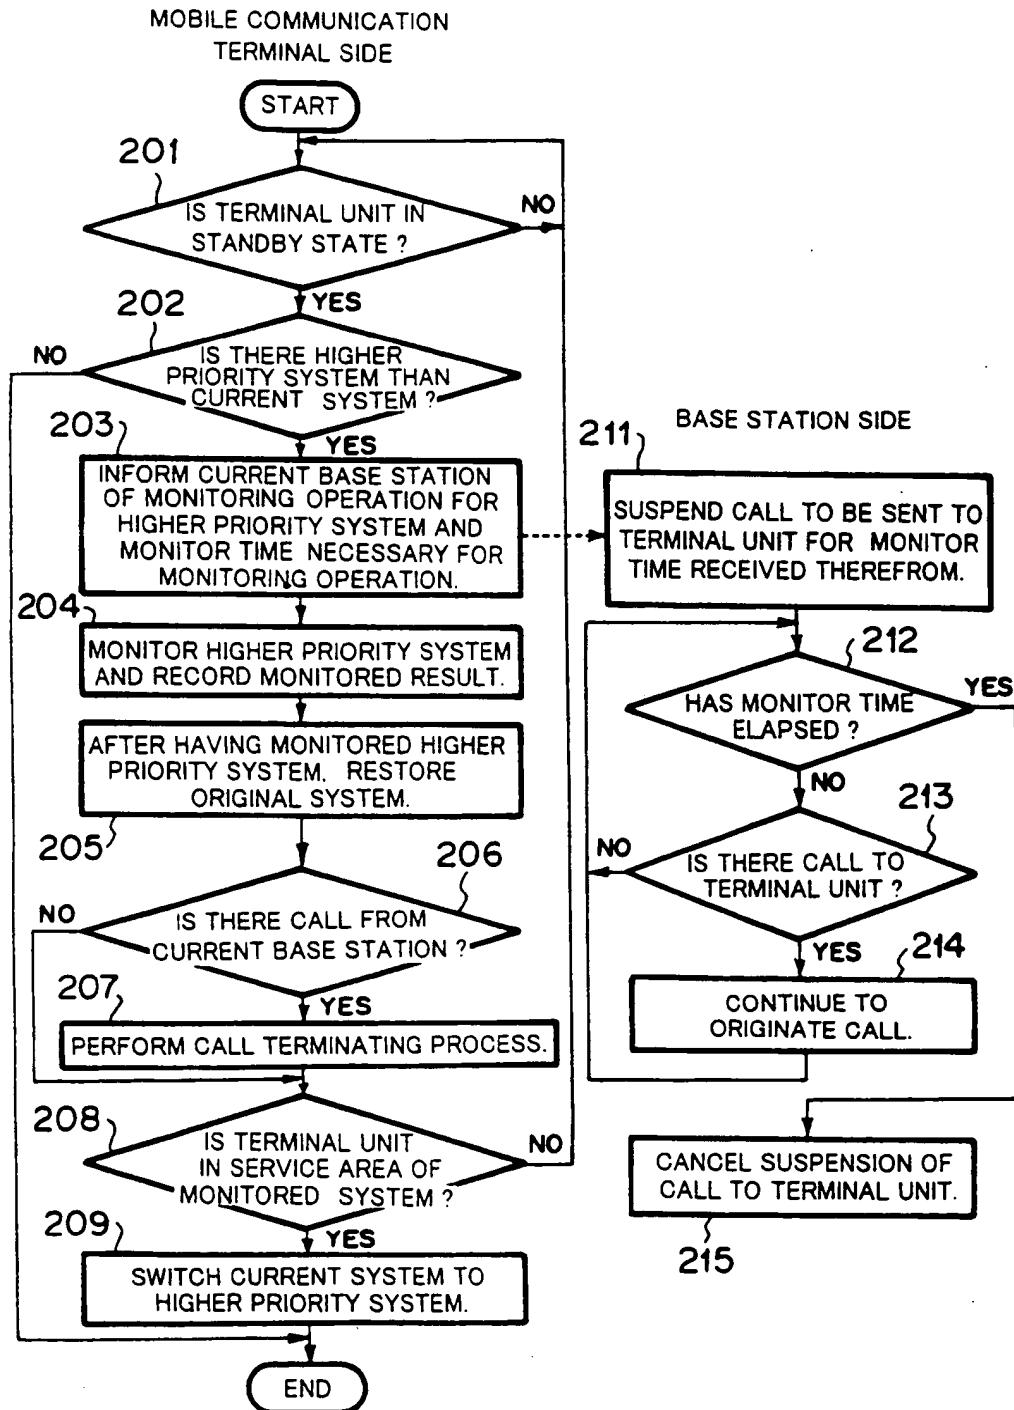 MOBILE COMMUNICATION
TERMINAL SIDE
START
201
IS TERMINAL UNIT IN
STANDBY STATE ?
NO
YES
202
NO
IS THERE HIGHER
PRIORITY SYSTEM THAN
CURRENT SYSTEM ?
YES
203
INFORM CURRENT BASE STATION
OF MONITORING OPERATION FOR
HIGHER PRIORITY SYSTEM AND
MONITOR TIME NECESSARY FOR
MONITORING OPERATION.
204
MONITOR HIGHER PRIORITY SYSTEM
AND RECORD MONITORED RESULT.
AFTER HAVING MONITORED HIGHER
PRIORITY SYSTEM. RESTORE
ORIGINAL SYSTEM.
205
206
NO
IS THERE CALL FROM
CURRENT BASE STATION ?
YES
207
PERFORM CALL TERMINATING PROCESS.
208
IS TERMINAL UNIT
IN SERVICE AREA OF
MONITORED SYSTEM ?
NO
YES
209
SWITCH CURRENT SYSTEM TO
HIGHER PRIORITY SYSTEM.
END
BASE STATION SIDE
211
SUSPEND CALL TO BE SENT TO
TERMINAL UNIT FOR MONITOR
TIME RECEIVED THEREFROM.
212
HAS MONITOR TIME
ELAPSED ?
YES
NO
213
NO
IS THERE CALL TO
TERMINAL UNIT ?
YES
214
CONTINUE TO
ORIGINATE CALL.
CANCEL SUSPENSION OF
CALL TO TERMINAL UNIT.
215